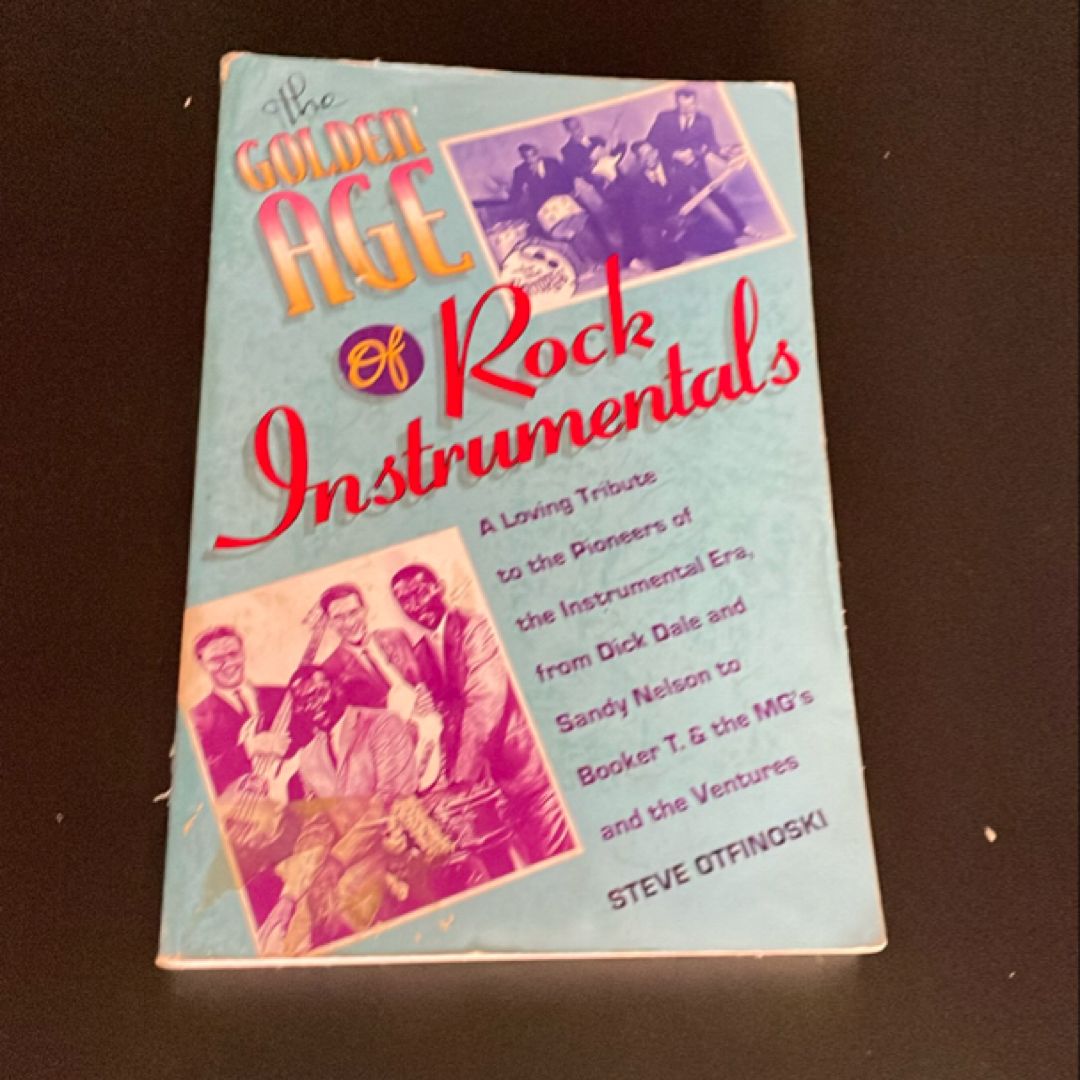 The
GOLDEN
AGE
of Rock
Instrumentals
A Loving Tribute
to the Pioneers of
the Instrumental Era,
from Dick Dale and
Sandy Nelson to
Booker T. & the MG's
and the Ventures
STEVE OTFINOSKI